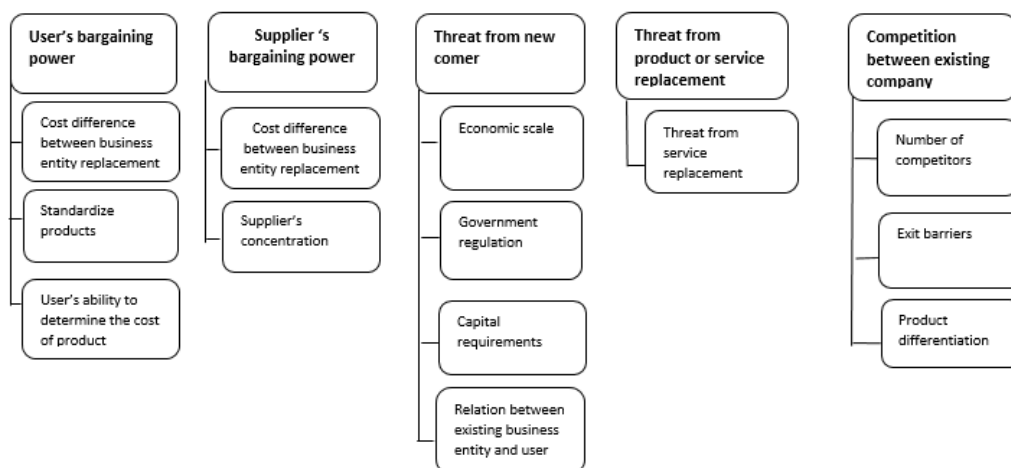 User's bargaining
power
Cost difference
between business
entity replacement
Standardize
products
User's ability to
determine the cost
of product
Supplier 's
bargaining power
Cost difference
between business
entity replacement
Supplier's
concentration
Threat from new
comer
Economic scale
Government
regulation
Capital
requirements
Relation between
existing business
entity and user
Threat from
product or service
replacement
Threat from
service
replacement
Competition
between existing
company
Number of
competitors
Exit barriers
Product
differentiation